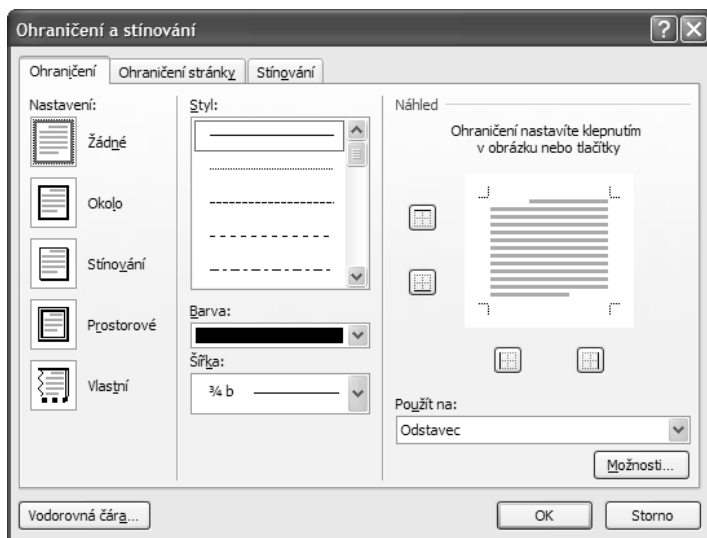 Ohraničení a stínování
Ohraničení
Ohraničení stránky
Stínování
Nastavení:
Žádné
Okolo
Stínování
Prostorové
Vlastní
Styl:
Barva:
Šířka:
¾ b
Náhled
Ohraničení nastavíte klepnutím
v obrázku nebo tlačítky
Použít na:
Odstavec
Možnosti...
Vodorovná čára...
OK
Storno